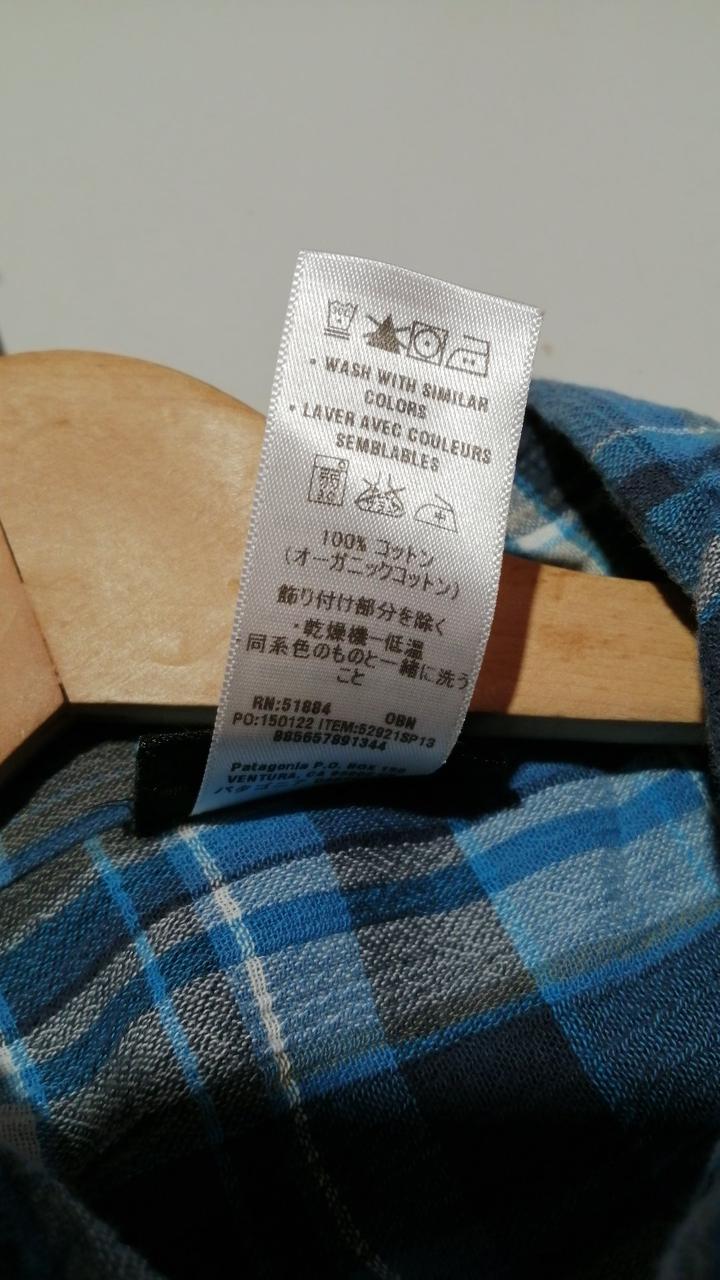 • WASH WITH SIMILAR
COLORS
• LAVER AVEC COULEURS
SEMBLABLES
100% コットン
(オーガニックコットン)
飾り付け部分を除く
・乾燥機ー低温
・同系色のものと一緒に洗う
こと
RN:51884 OBN
PO:150122 ITEM:52921SP13
885657891344
Patagonia P.O. BOX 150
VENTURA, CA